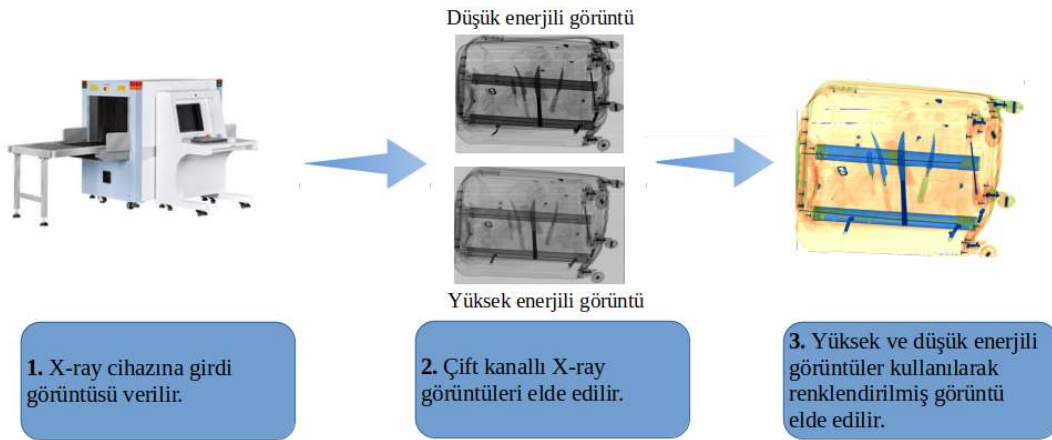 Düşük enerjili görüntü
Yüksek enerjili görüntü
1. X-ray cihazına girdi
görüntüsü verilir.
2. Çift kanallı X-ray
görüntüleri elde edilir.
3. Yüksek ve düşük enerjili
görüntüler kullanılarak
renklendirilmiş görüntü
elde edilir.